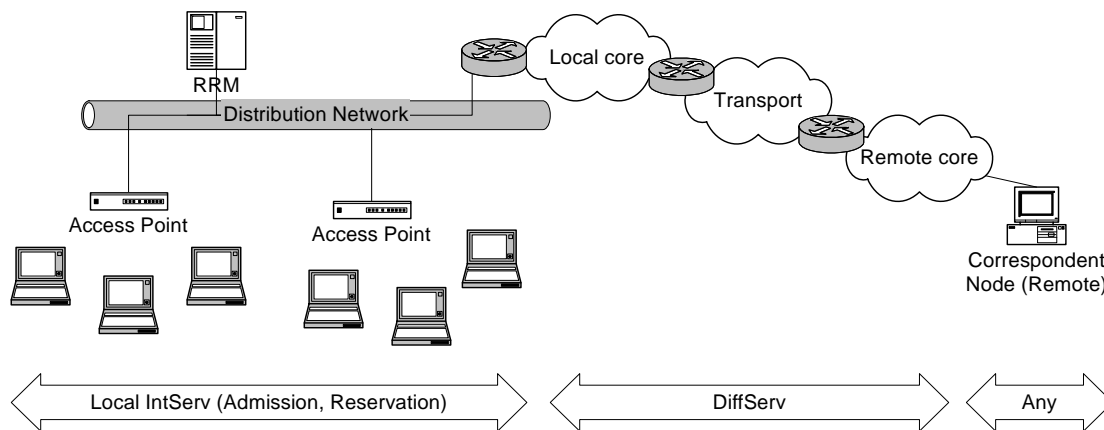 RRM
Local core
Transport
Distribution Network
Remote core
Access Point
Access Point
Correspondent
Node (Remote)
Local IntServ (Admission, Reservation)
DiffServ
Any